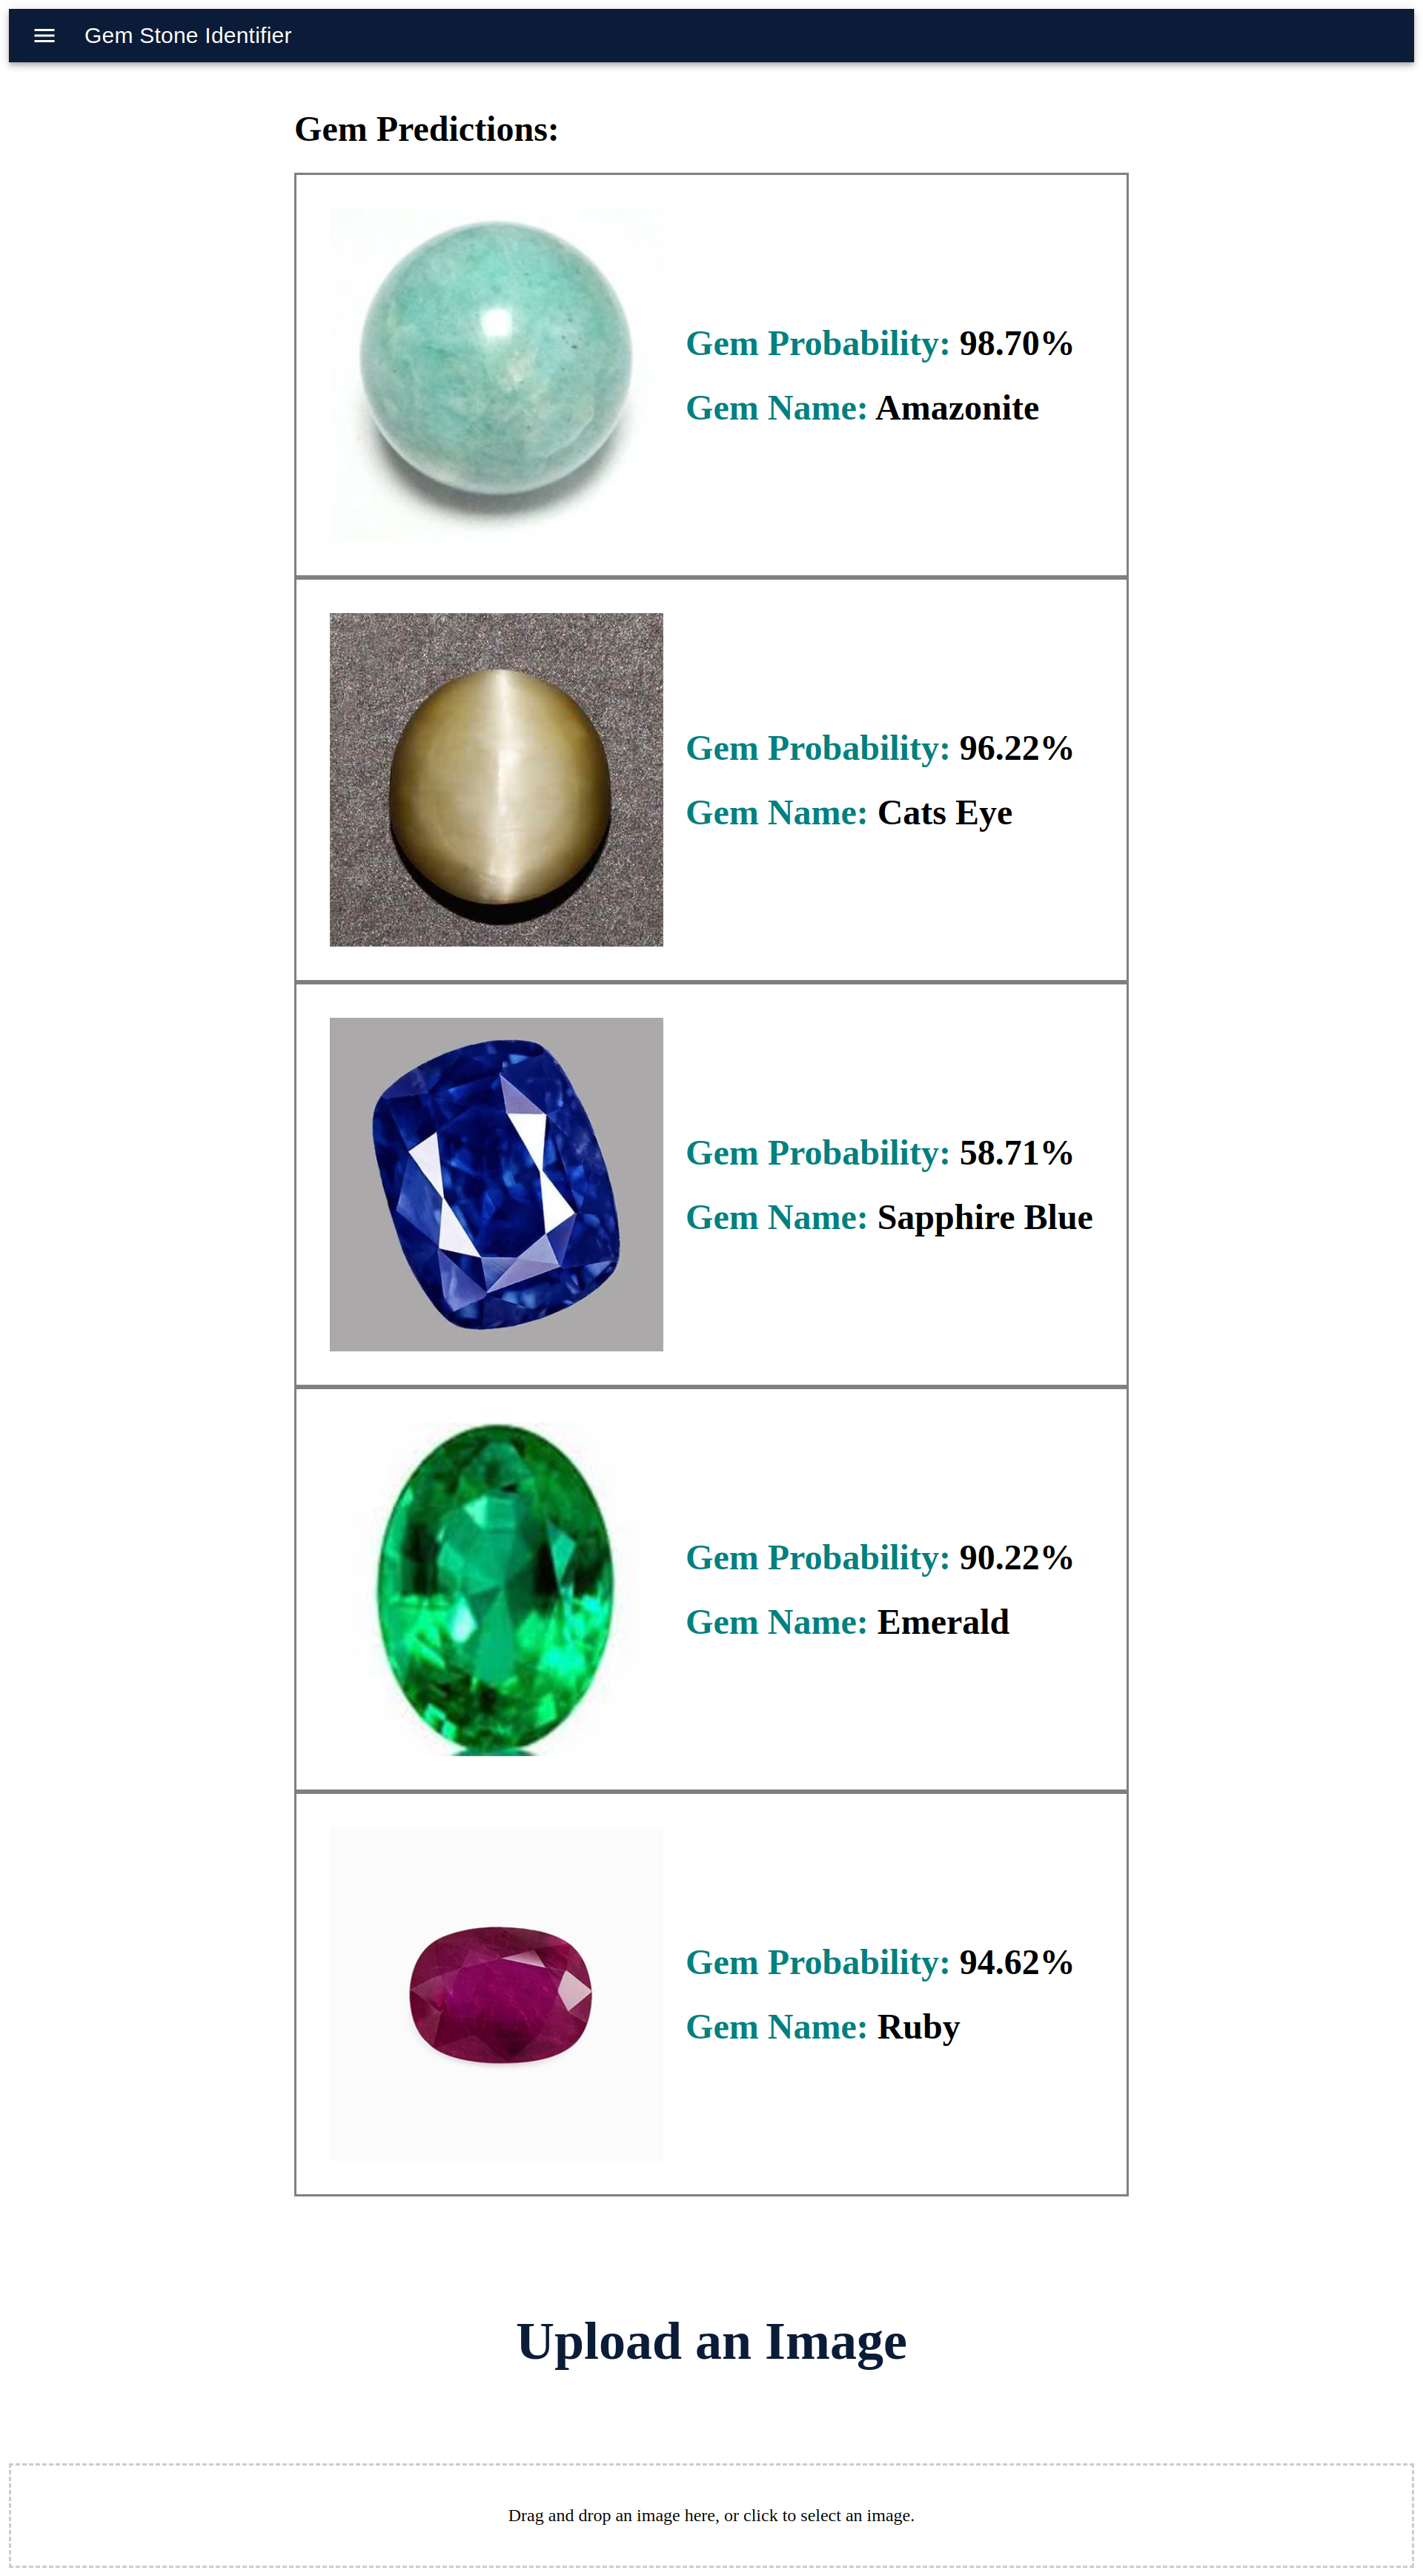 Gem Stone Identifier
Gem Predictions:
Gem Probability: 98.70%
Gem Name: Amazonite
Gem Probability: 96.22%
Gem Name: Cats Eye
Gem Probability: 58.71%
Gem Name: Sapphire Blue
Gem Probability: 90.22%
Gem Name: Emerald
Gem Probability: 94.62%
Gem Name: Ruby
Upload an Image
Drag and drop an image here, or click to select an image.